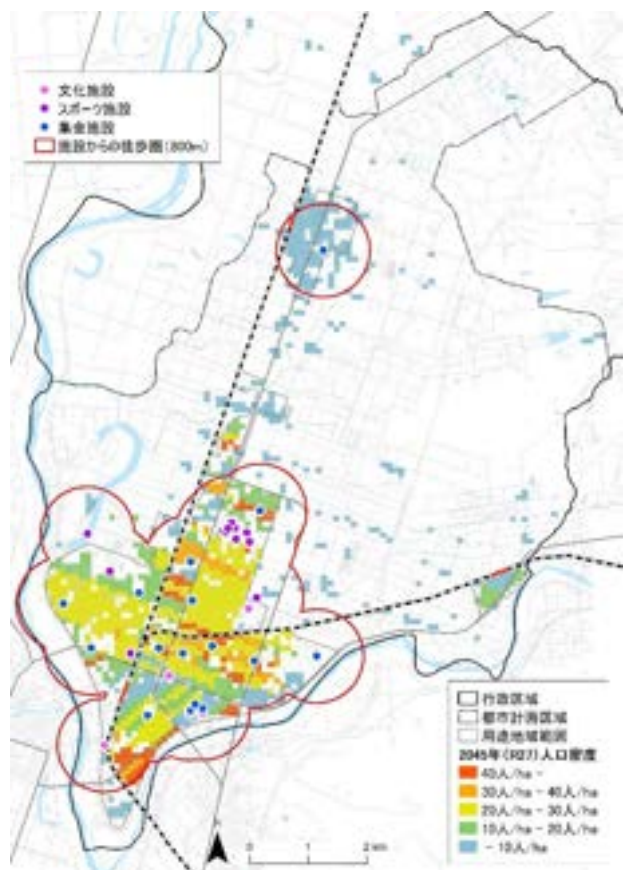 文化施設
スポーツ施設
集会施設
施設からの徒歩圏(800m)
行政区域
都市計画区域
用途地域範囲
2045年(R27)人口密度
40人/ha -
30人/ha - 40人/ha
20人/ha - 30人/ha
10人/ha - 20人/ha
- 10人/ha
0 1 2 km